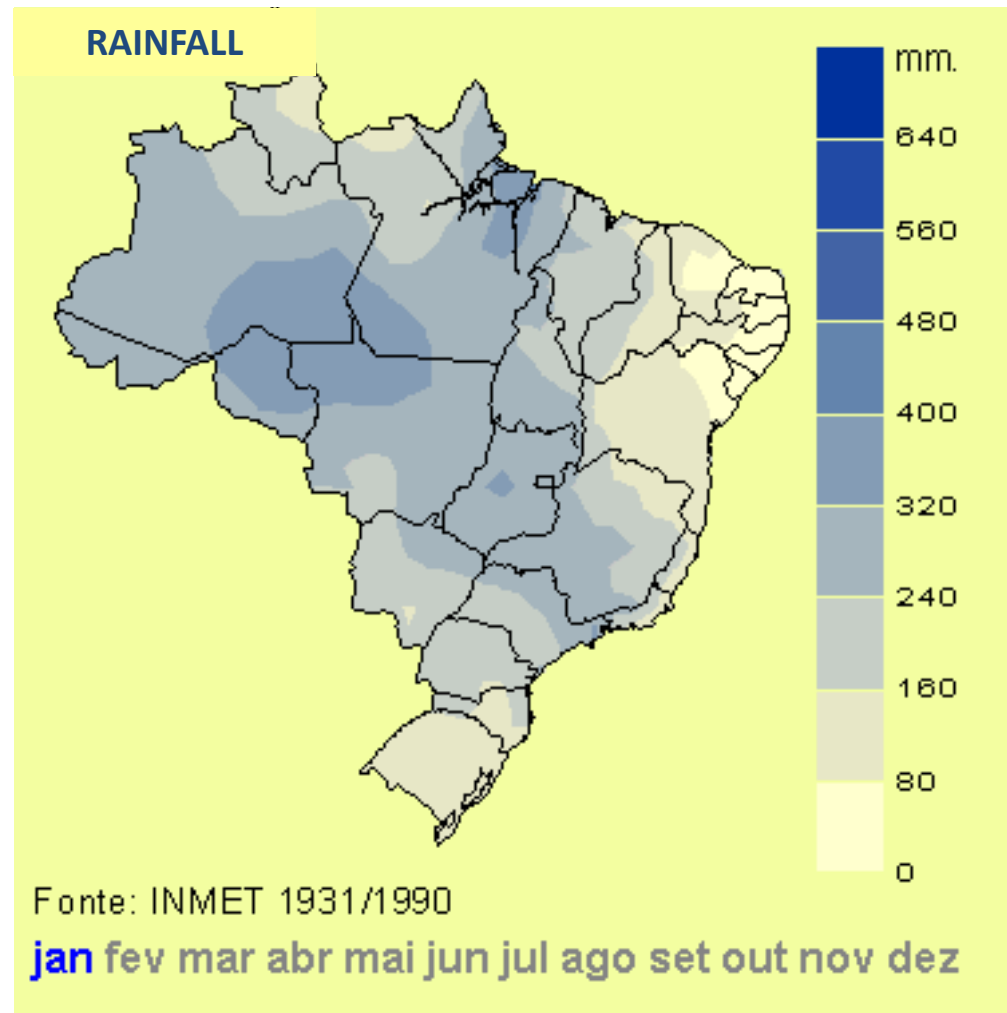 RAINFALL
mm.
640
560
480
400
320
240
160
80
0
Fonte: INMET 1931/1990
jan fev mar abr mai jun jul ago set out nov dez